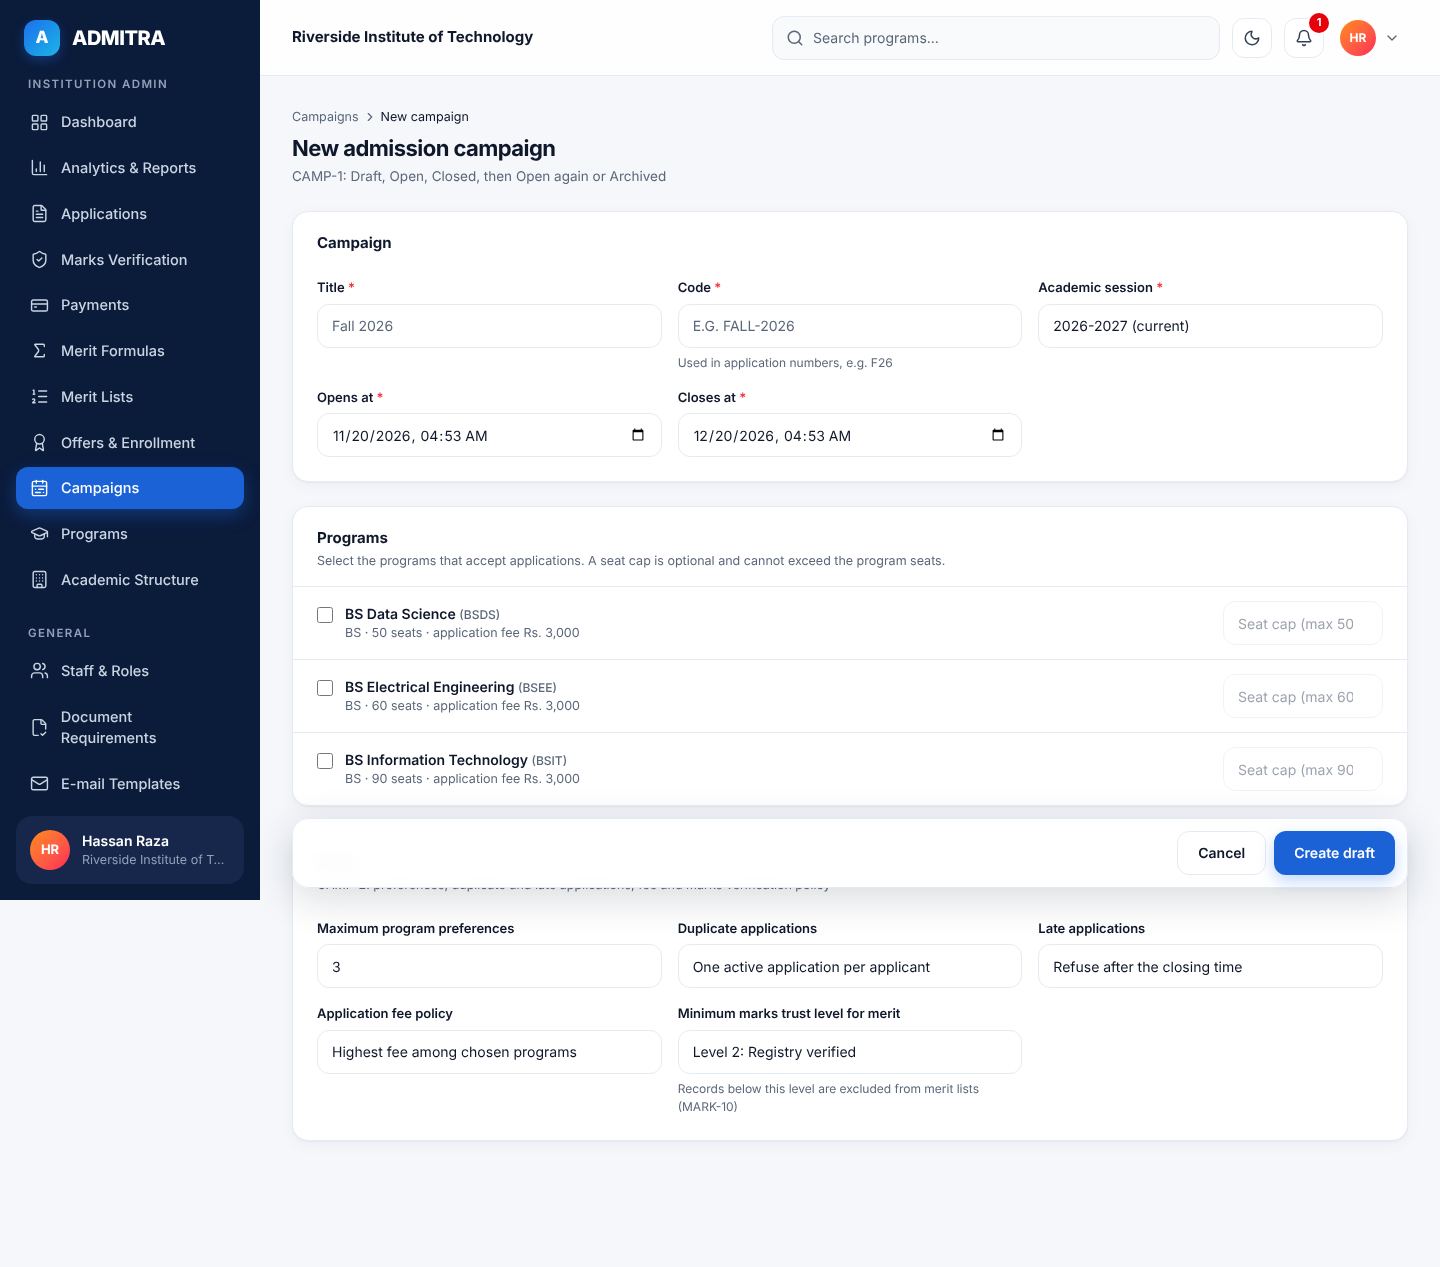 A ADMITRA
INSTITUTION ADMIN
Dashboard
Analytics & Reports
Applications
Marks Verification
Payments
Merit Formulas
Merit Lists
Offers & Enrollment
Campaigns
Programs
Academic Structure
GENERAL
Staff & Roles
Document
Requirements
E-mail Templates
HR
Hassan Raza
Riverside Institute of T...
Riverside Institute of Technology
Search programs...
1
HR
Campaigns > New campaign
New admission campaign
CAMP-1: Draft, Open, Closed, then Open again or Archived
Campaign
Title *
Fall 2026
Code *
E.G. FALL-2026
Used in application numbers, e.g. F26
Academic session *
2026-2027 (current)
Opens at *
11/20/2026, 04:53 AM
Closes at *
12/20/2026, 04:53 AM
Programs
Select the programs that accept applications. A seat cap is optional and cannot exceed the program seats.
BS Data Science (BSDS)
BS · 50 seats · application fee Rs. 3,000
Seat cap (max 50
BS Electrical Engineering (BSEE)
BS · 60 seats · application fee Rs. 3,000
Seat cap (max 60
BS Information Technology (BSIT)
BS · 90 seats · application fee Rs. 3,000
Seat cap (max 90
Cancel
Create draft
Maximum program preferences
3
Duplicate applications
One active application per applicant
Late applications
Refuse after the closing time
Application fee policy
Highest fee among chosen programs
Minimum marks trust level for merit
Level 2: Registry verified
Records below this level are excluded from merit lists
(MARK-10)